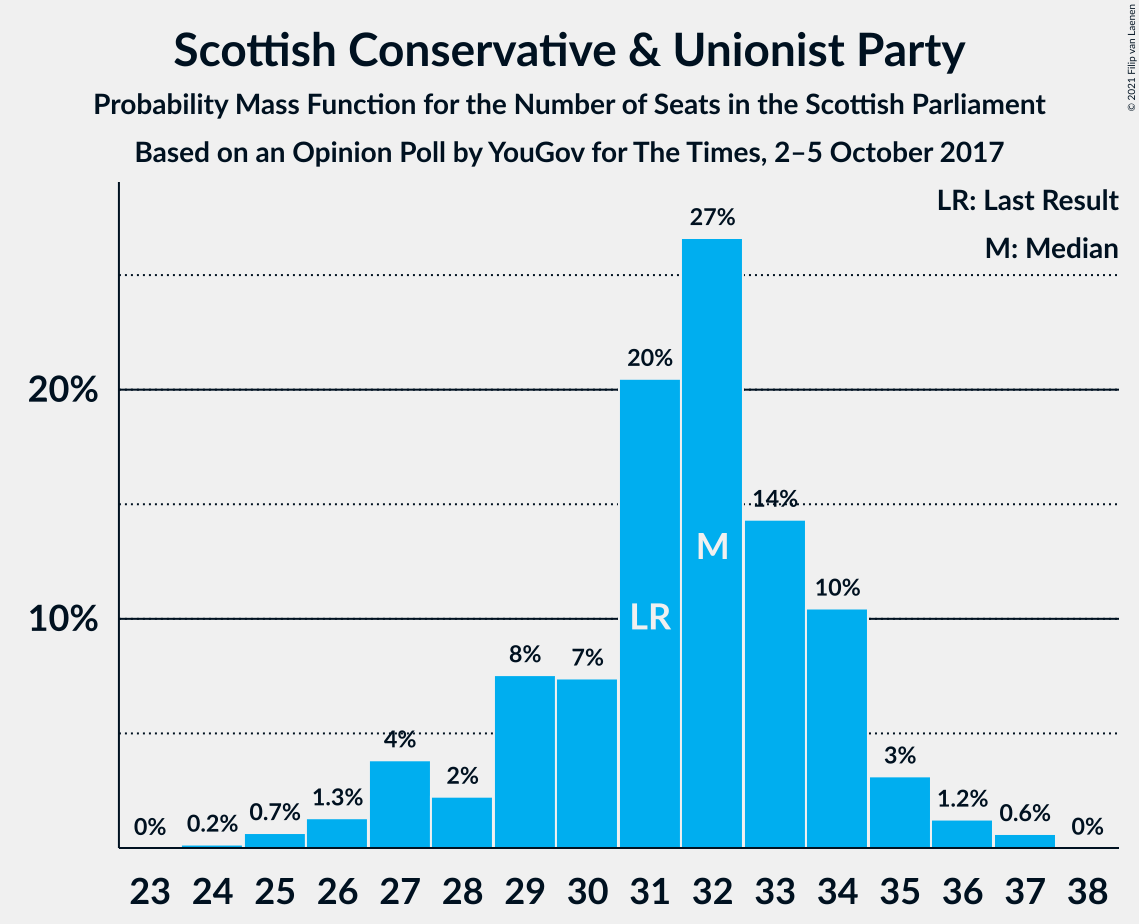 Scottish Conservative & Unionist Party
Probability Mass Function for the Number of Seats in the Scottish Parliament
Based on an Opinion Poll by YouGov for The Times, 2–5 October 2017
© 2021 Filip van Laenen
LR: Last Result
M: Median
20%
10%
0%
0.2%
0.7%
1.3%
4%
2%
8%
7%
20%
27%
14%
10%
3%
1.2%
0.6%
0%
LR
M
23 24 25 26 27 28 29 30 31 32 33 34 35 36 37 38